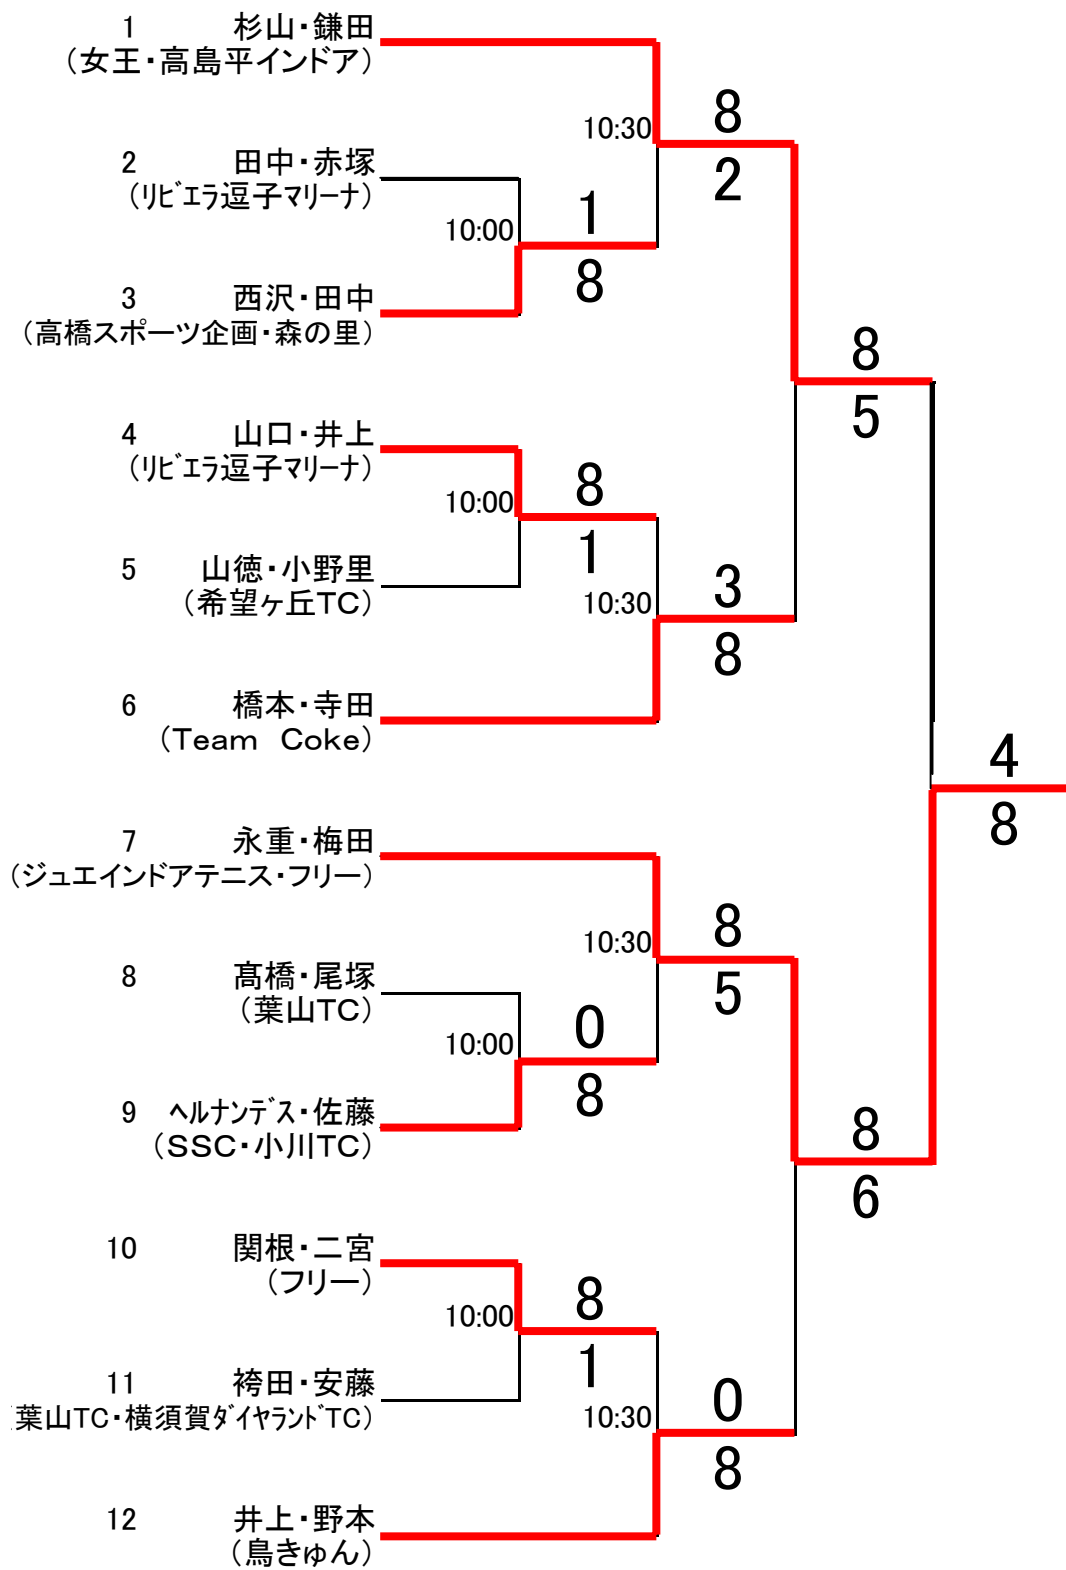 1 杉山・鎌田
（女王・高島平インドア）
10:30
8
2
2 田中・赤塚
（ﾘﾋﾞｴﾗ逗子ﾏﾘｰﾅ）
10:00
1
8
3 西沢・田中
（高橋スポーツ企画・森の里）
8
5
4 山口・井上
（ﾘﾋﾞｴﾗ逗子ﾏﾘｰﾅ）
10:00
8
1
5 山徳・小野里
（希望ヶ丘TC）
10:30
3
8
6 橋本・寺田
（Team　Coke）
4
8
7 永重・梅田
（ジュエインドアテニス・フリー）
10:30
8
5
8 髙橋・尾塚
（葉山TC）
10:00
0
8
9 ﾍﾙﾅﾝﾃﾞｽ・佐藤
（SSC・小川TC）
8
6
10 関根・二宮
（フリー）
10:00
8
1
11 袴田・安藤
葉山TC・横須賀ﾀﾞｲﾔﾗﾝﾄﾞTC）
10:30
0
8
12 井上・野本
（鳥きゅん）